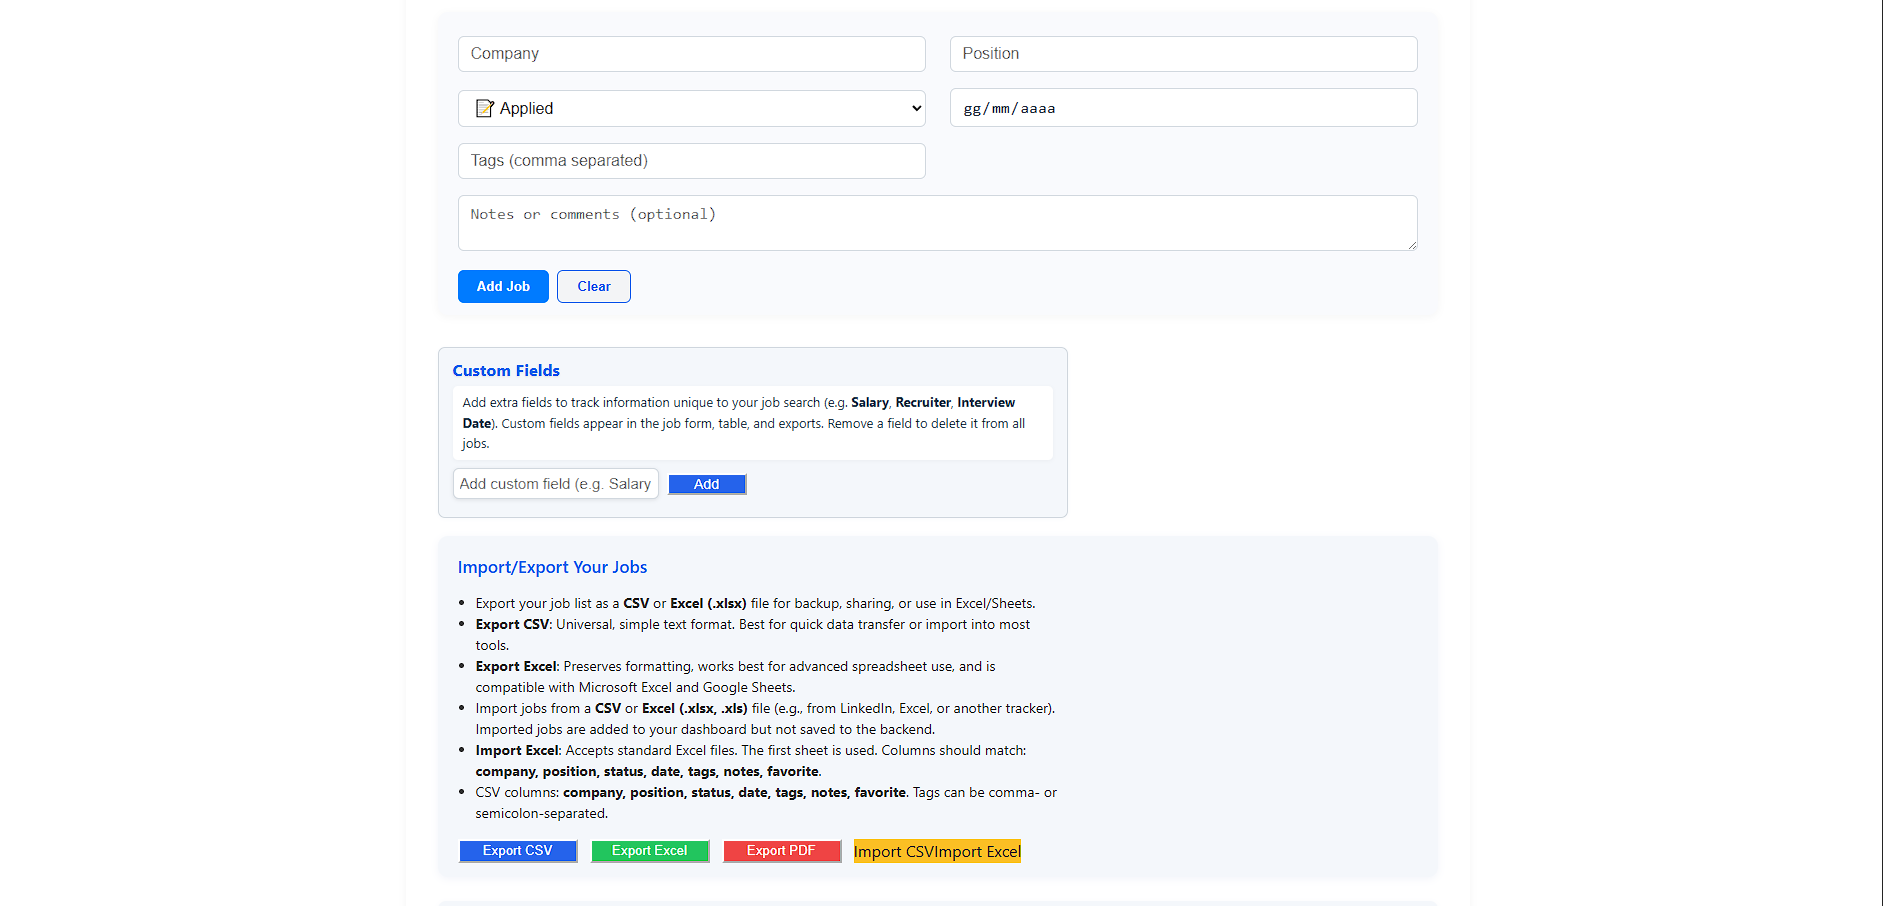 Company
Position
📝 Applied
gg/mm/aaaa
Tags (comma separated)
Notes or comments (optional)
Add Job
Clear
Custom Fields
Add extra fields to track information unique to your job search (e.g. Salary, Recruiter, Interview
Date). Custom fields appear in the job form, table, and exports. Remove a field to delete it from all
jobs.
Add custom field (e.g. Salary
Add
Import/Export Your Jobs
• Export your job list as a CSV or Excel (.xlsx) file for backup, sharing, or use in Excel/Sheets.
• Export CSV: Universal, simple text format. Best for quick data transfer or import into most
tools.
• Export Excel: Preserves formatting, works best for advanced spreadsheet use, and is
compatible with Microsoft Excel and Google Sheets.
• Import jobs from a CSV or Excel (.xlsx, .xls) file (e.g., from LinkedIn, Excel, or another tracker).
Imported jobs are added to your dashboard but not saved to the backend.
• Import Excel: Accepts standard Excel files. The first sheet is used. Columns should match:
company, position, status, date, tags, notes, favorite.
• CSV columns: company, position, status, date, tags, notes, favorite. Tags can be comma- or
semicolon-separated.
Export CSV
Export Excel
Export PDF
Import CSVImport Excel